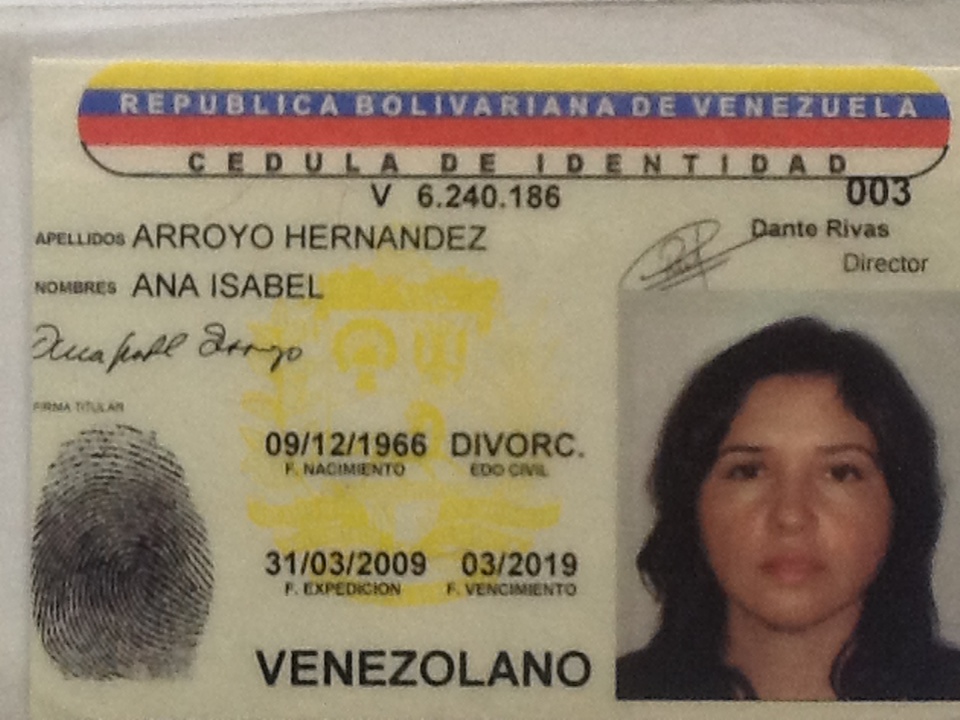 REPUBLICA BOLIVARIANA DE VENEZUELA
CEDULA DE IDENTIDAD
V 6.240.186 003
APELLIDOS ARROYO HERNANDEZ
Dante Rivas
Director
NOMBRES ANA ISABEL
Ana Isabel Arroyo
FIRMA TITULAR
09/12/1966 DIVORC.
F. NACIMIENTO EDO CIVIL
31/03/2009 03/2019
F. EXPEDICION F. VENCIMIENTO
VENEZOLANO